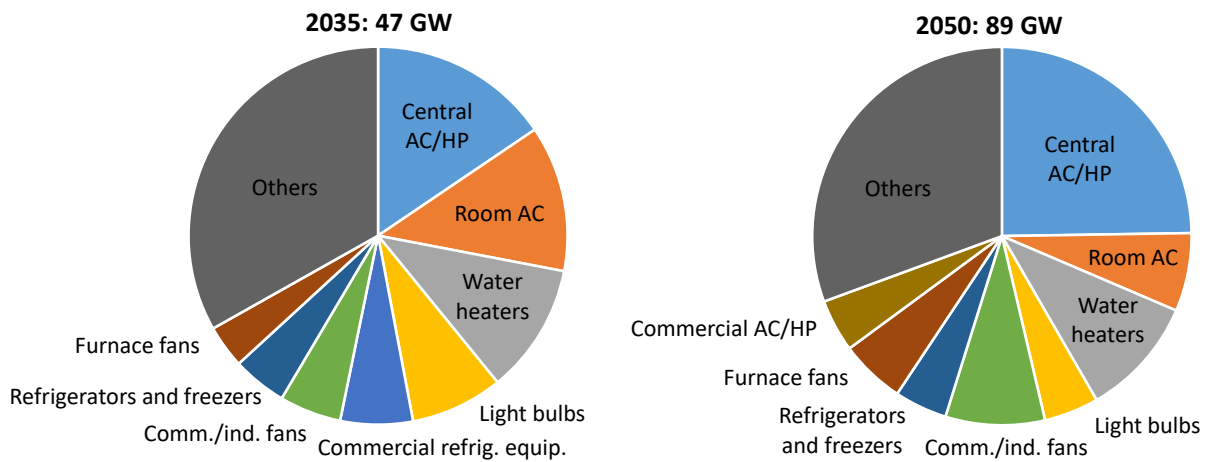 2035: 47 GW
Central
AC/HP
Room AC
Water
heaters
Light bulbs
Commercial refrig. equip.
Comm./ind. fans
Refrigerators and freezers
Furnace fans
Others
2050: 89 GW
Central
AC/HP
Room AC
Water
heaters
Light bulbs
Comm./ind. fans
Refrigerators
and freezers
Furnace fans
Commercial AC/HP
Others